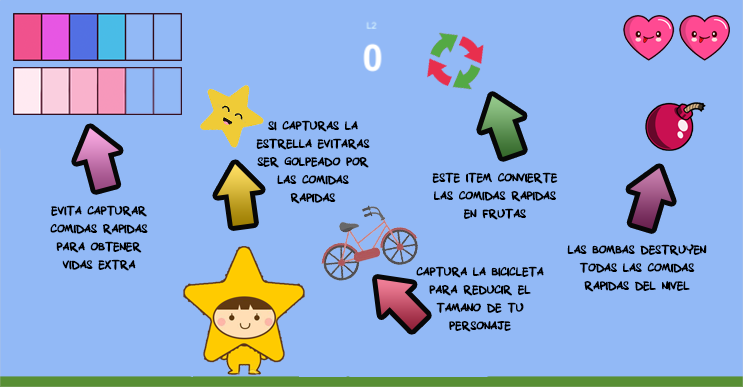 L2
0
SI CAPTURAS LA
ESTRELLA EVITARAS
SER GOLPEADO POR
LAS COMIDAS
RAPIDAS
ESTE ITEM CONVIERTE
LAS COMIDAS RAPIDAS
EN FRUTAS
EVITA CAPTURAR
COMIDAS RAPIDAS
PARA OBTENER
VIDAS EXTRA
LAS BOMBAS DESTRUYEN
TODAS LAS COMIDAS
RAPIDAS DEL NIVEL
CAPTURA LA BICICLETA
PARA REDUCIR EL
TAMANO DE TU
PERSONAJE